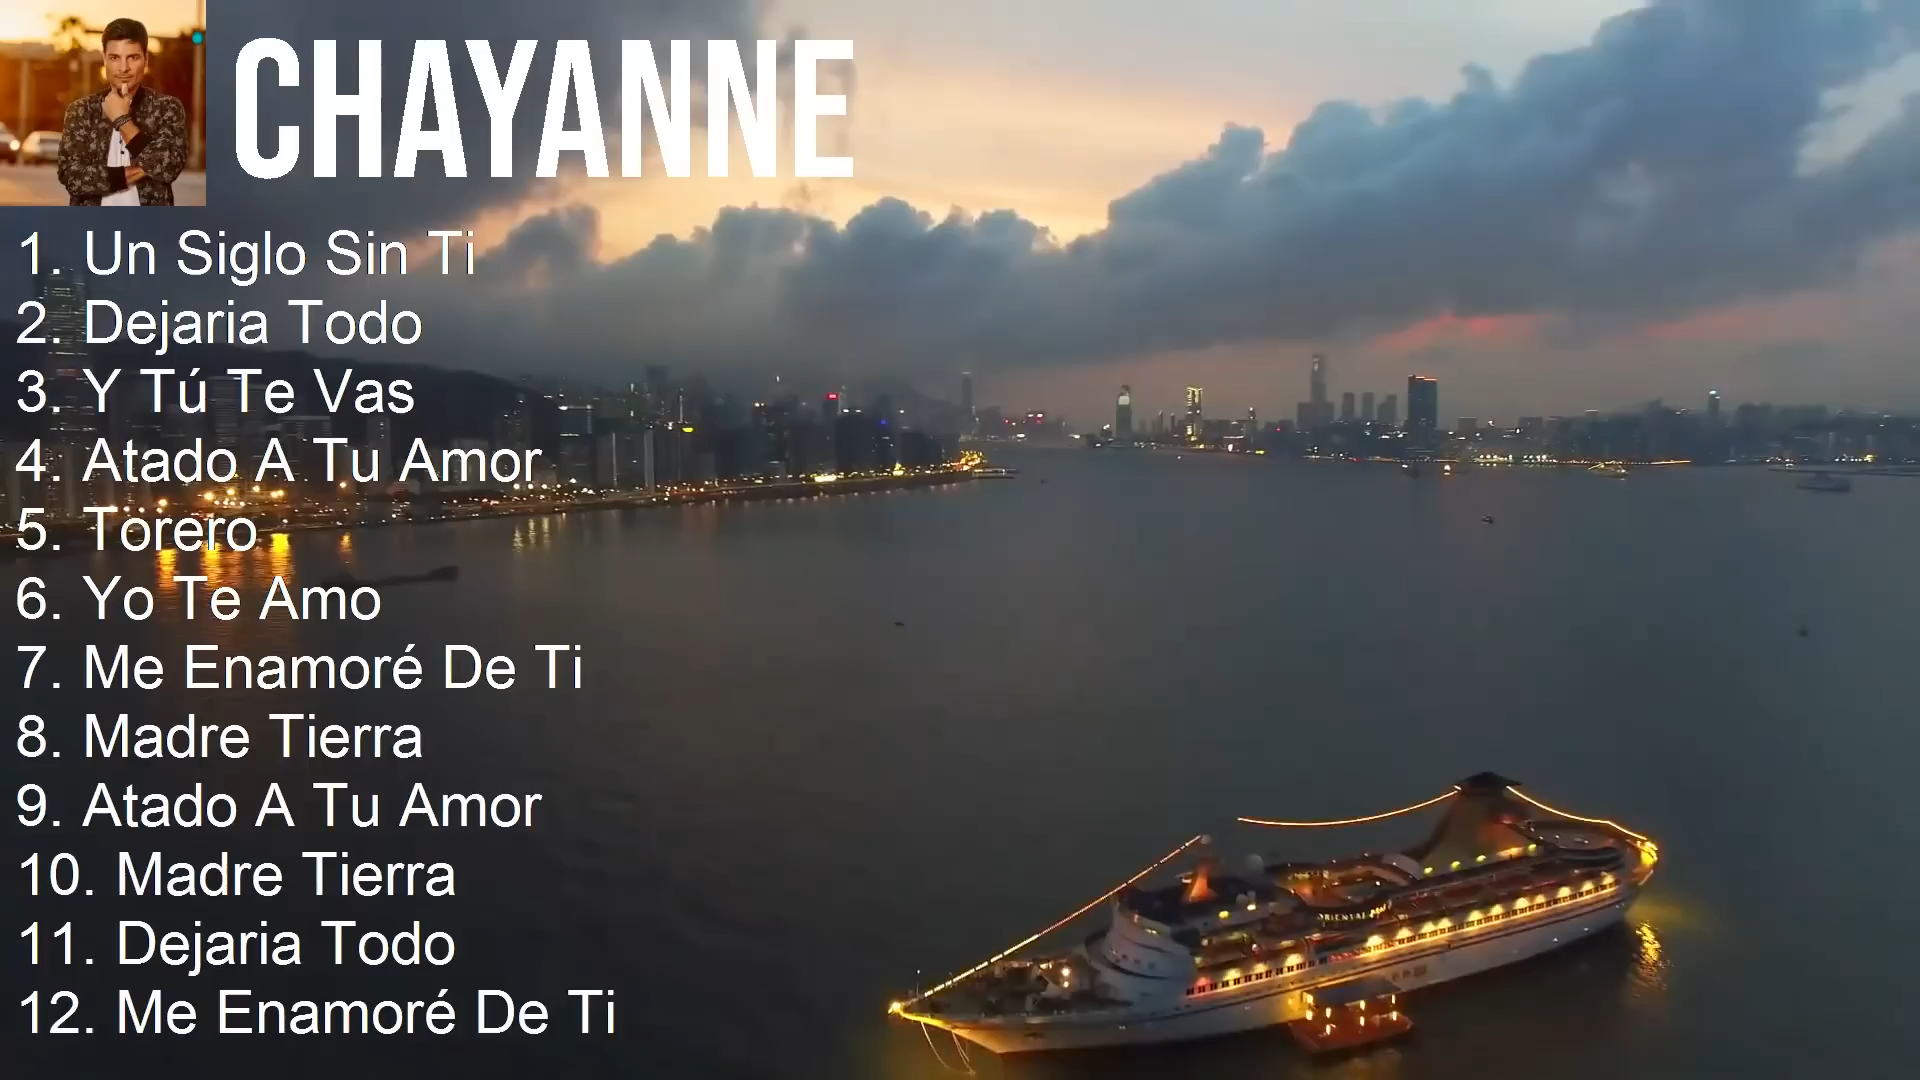 CHAYANNE
1. Un Siglo Sin Ti
2. Dejaria Todo
3. Y Tú Te Vas
4. Atado A Tu Amor
5. Torero
6. Yo Te Amo
7. Me Enamoré De Ti
8. Madre Tierra
9. Atado A Tu Amor
10. Madre Tierra
11. Dejaria Todo
12. Me Enamoré De Ti
ORIENTAL